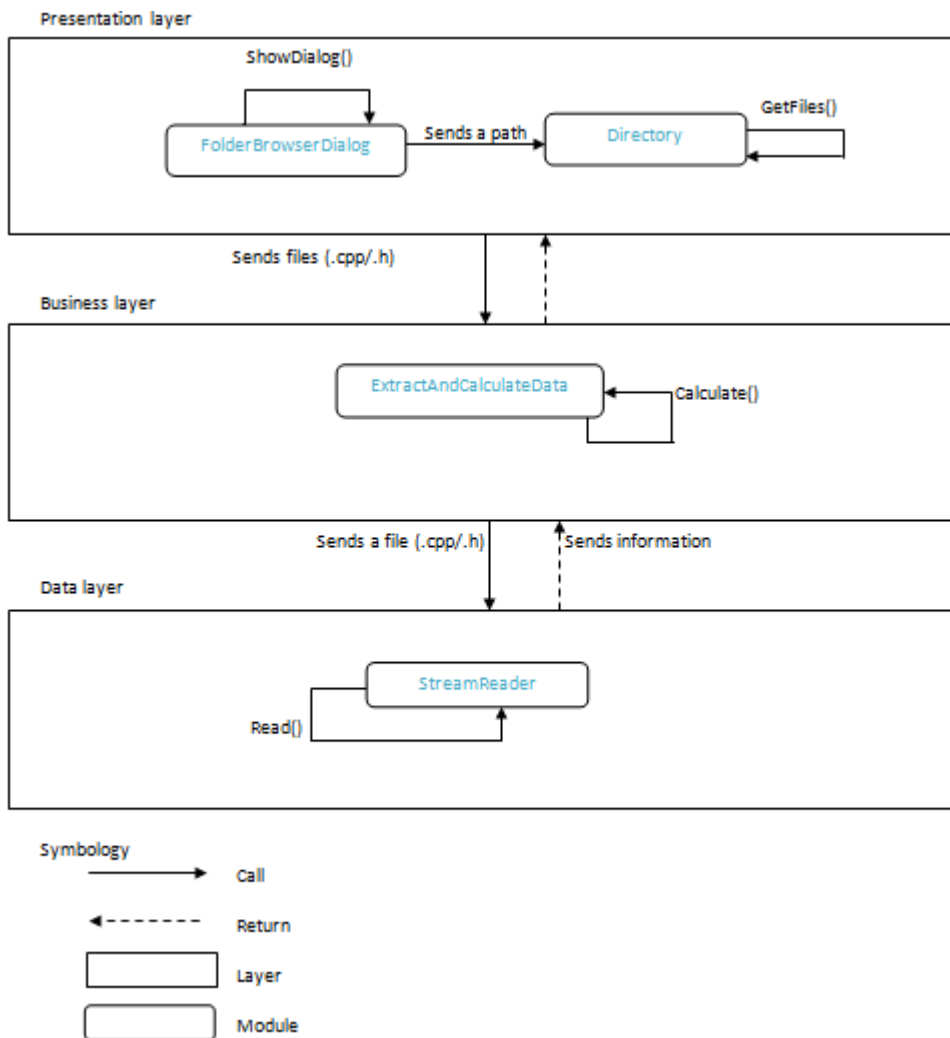 Presentation layer
ShowDialog()
GetFiles()
FolderBrowserDialog
Sends a path
Directory
Sends files (.cpp/.h)
Business layer
ExtractAndCalculateData
Calculate()
Sends a file (.cpp/.h)
Sends information
Data layer
StreamReader
Read()
Symbology
Call
Return
Layer
Module